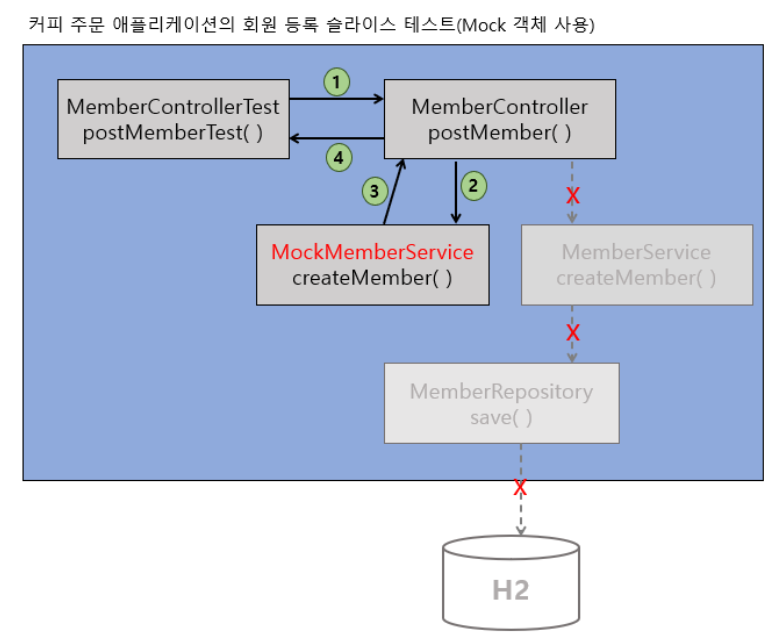 커피 주문 애플리케이션의 회원 등록 슬라이스 테스트(Mock 객체 사용)
1
MemberControllerTest
postMemberTest( )
MemberController
postMember( )
4
3
2
X
MockMemberService
createMember( )
MemberService
createMember( )
X
MemberRepository
save( )
X
H2